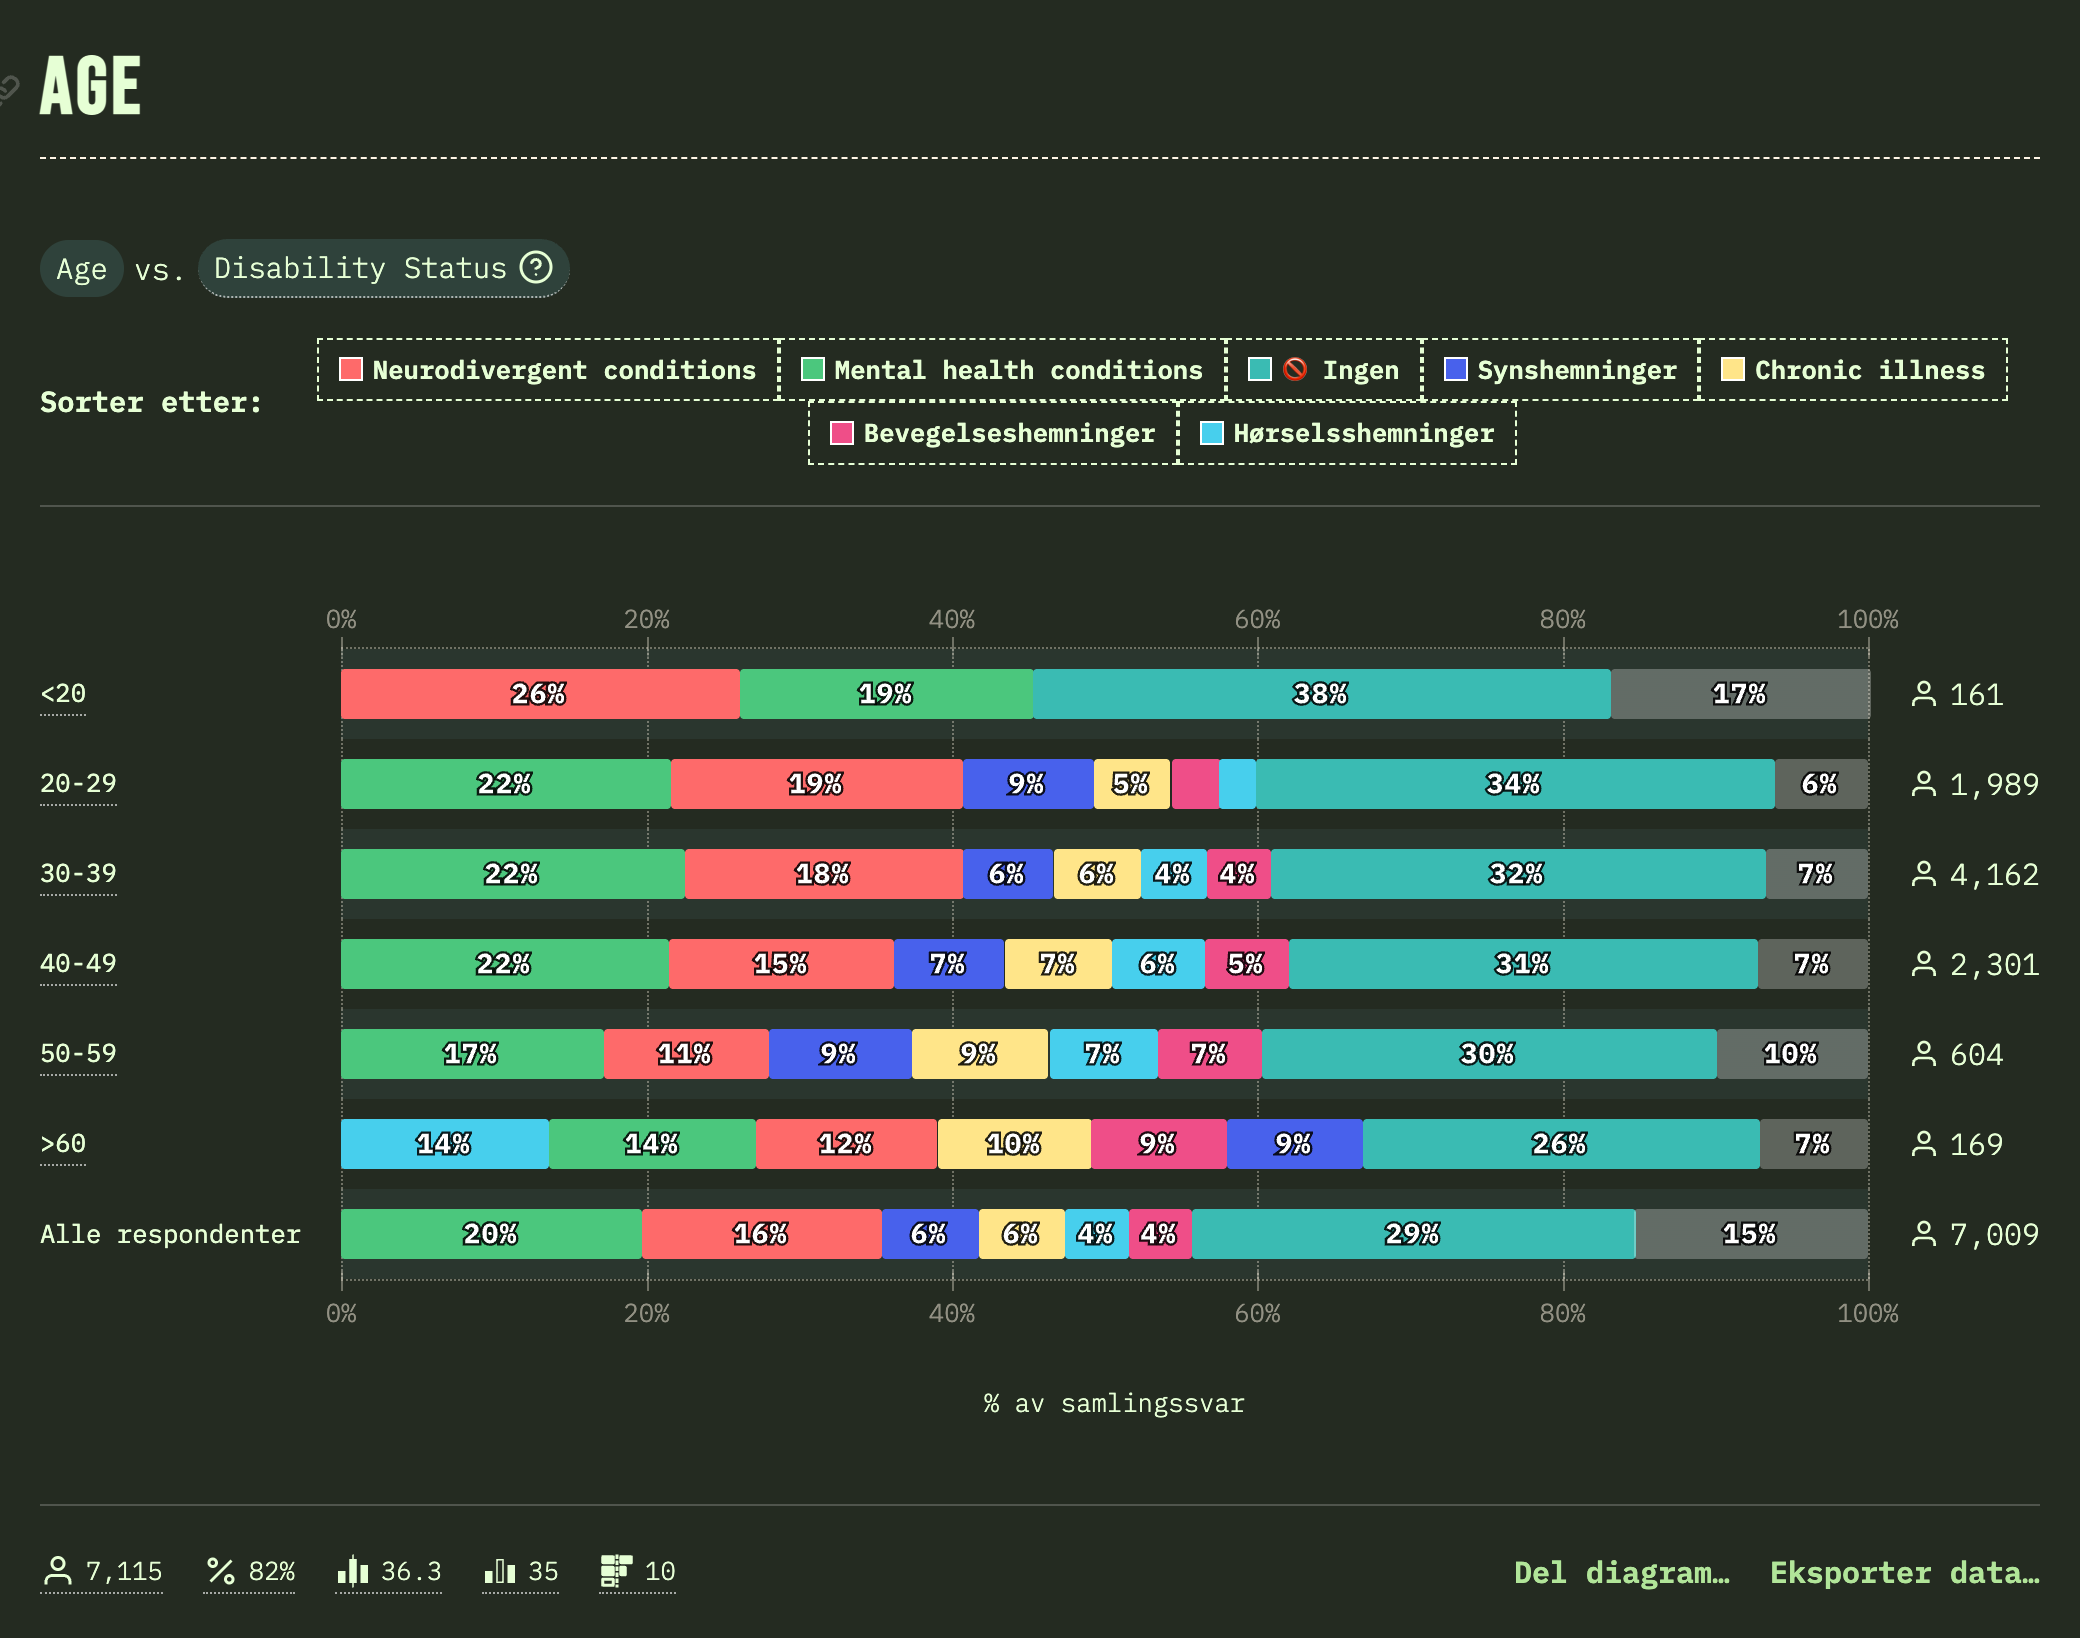 AGE
Age vs. Disability Status ?
Sorter etter:
Neurodivergent conditions Mental health conditions 🚫 Ingen Synshemninger Chronic illness
Bevegelseshemninger Hørselsshemninger
0% 20% 40% 60% 80% 100%
<20 26% 19% 38% 17% 161
20-29 22% 19% 9% 5% 34% 6% 1,989
30-39 22% 18% 6% 6% 4% 4% 32% 7% 4,162
40-49 22% 15% 7% 7% 6% 5% 31% 7% 2,301
50-59 17% 11% 9% 9% 7% 7% 30% 10% 604
>60 14% 14% 12% 10% 9% 9% 26% 7% 169
Alle respondenter 20% 16% 6% 6% 4% 4% 29% 15% 7,009
0% 20% 40% 60% 80% 100%
% av samlingssvar
7,115 82% 36.3 35 10 Del diagram… Eksporter data…